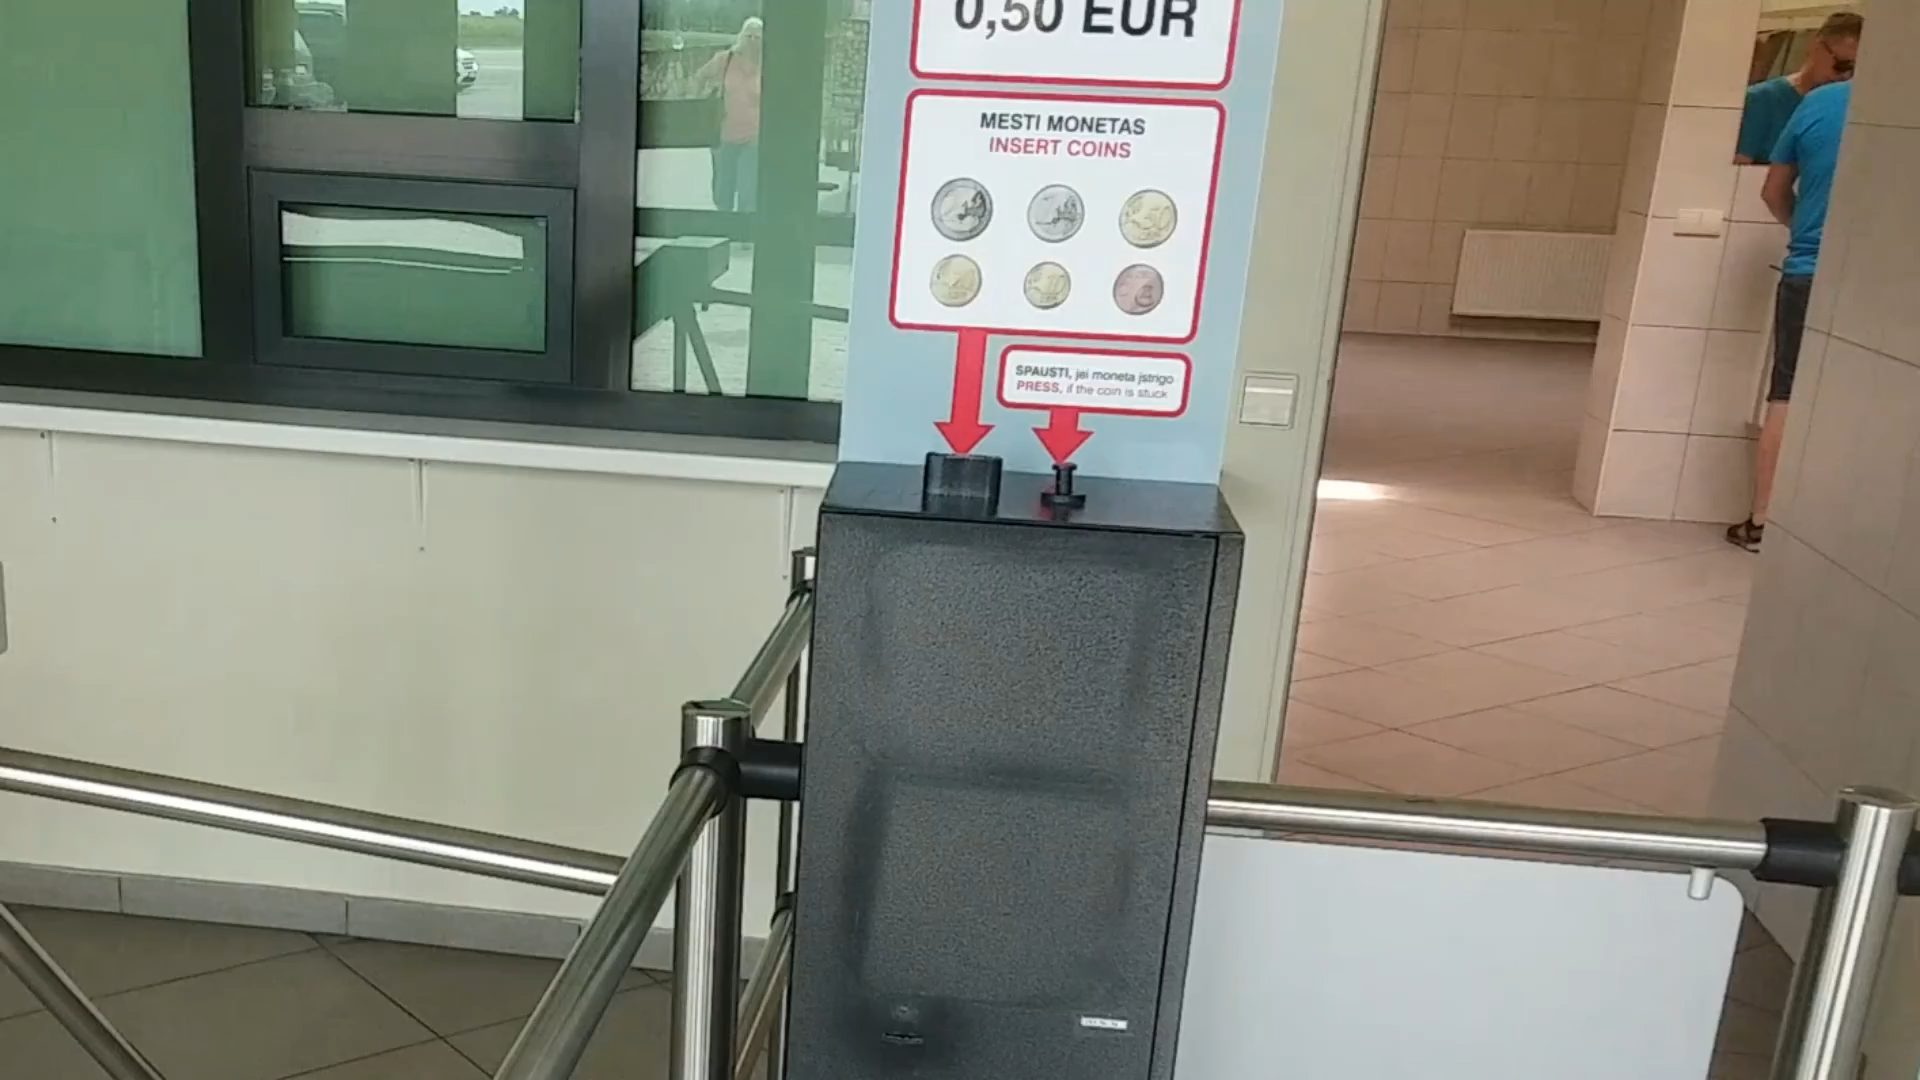 0,50 EUR
MESTI MONETAS
INSERT COINS
SPAUSTI, jei moneta įstrigo
PRESS, if the coin is stuck